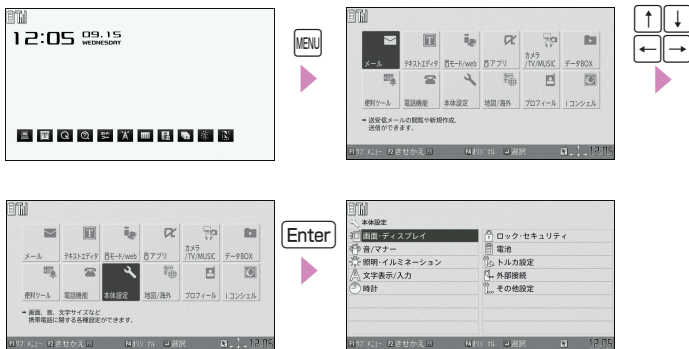 12:05 09.15
WEDNESDAY
MENU
メール テキストエディタ iモード/web iアプリ カメラ/TV/MUSIC データBOX
便利ツール 電話機能 本体設定 地図/海外 プロフィール iコンシェル
送受信メールの閲覧や新規作成、
送信ができます。
F1サブメニュー F2きせかえ F4オリジナル 選択 12:05
↑ ↓
← →
メール テキストエディタ iモード/web iアプリ カメラ/TV/MUSIC データBOX
便利ツール 電話機能 本体設定 地図/海外 プロフィール iコンシェル
画面、音、文字サイズなど
携帯電話に関する各種設定ができます。
F1サブメニュー F2きせかえ F4オリジナル 選択 12:05
Enter
本体設定
画面・ディスプレイ ロック・セキュリティ
音/マナー 電池
照明・イルミネーション トルカ設定
文字表示/入力 外部接続
時計 その他設定
F1サブメニュー F2きせかえ F4オリジナル 選択 12:05